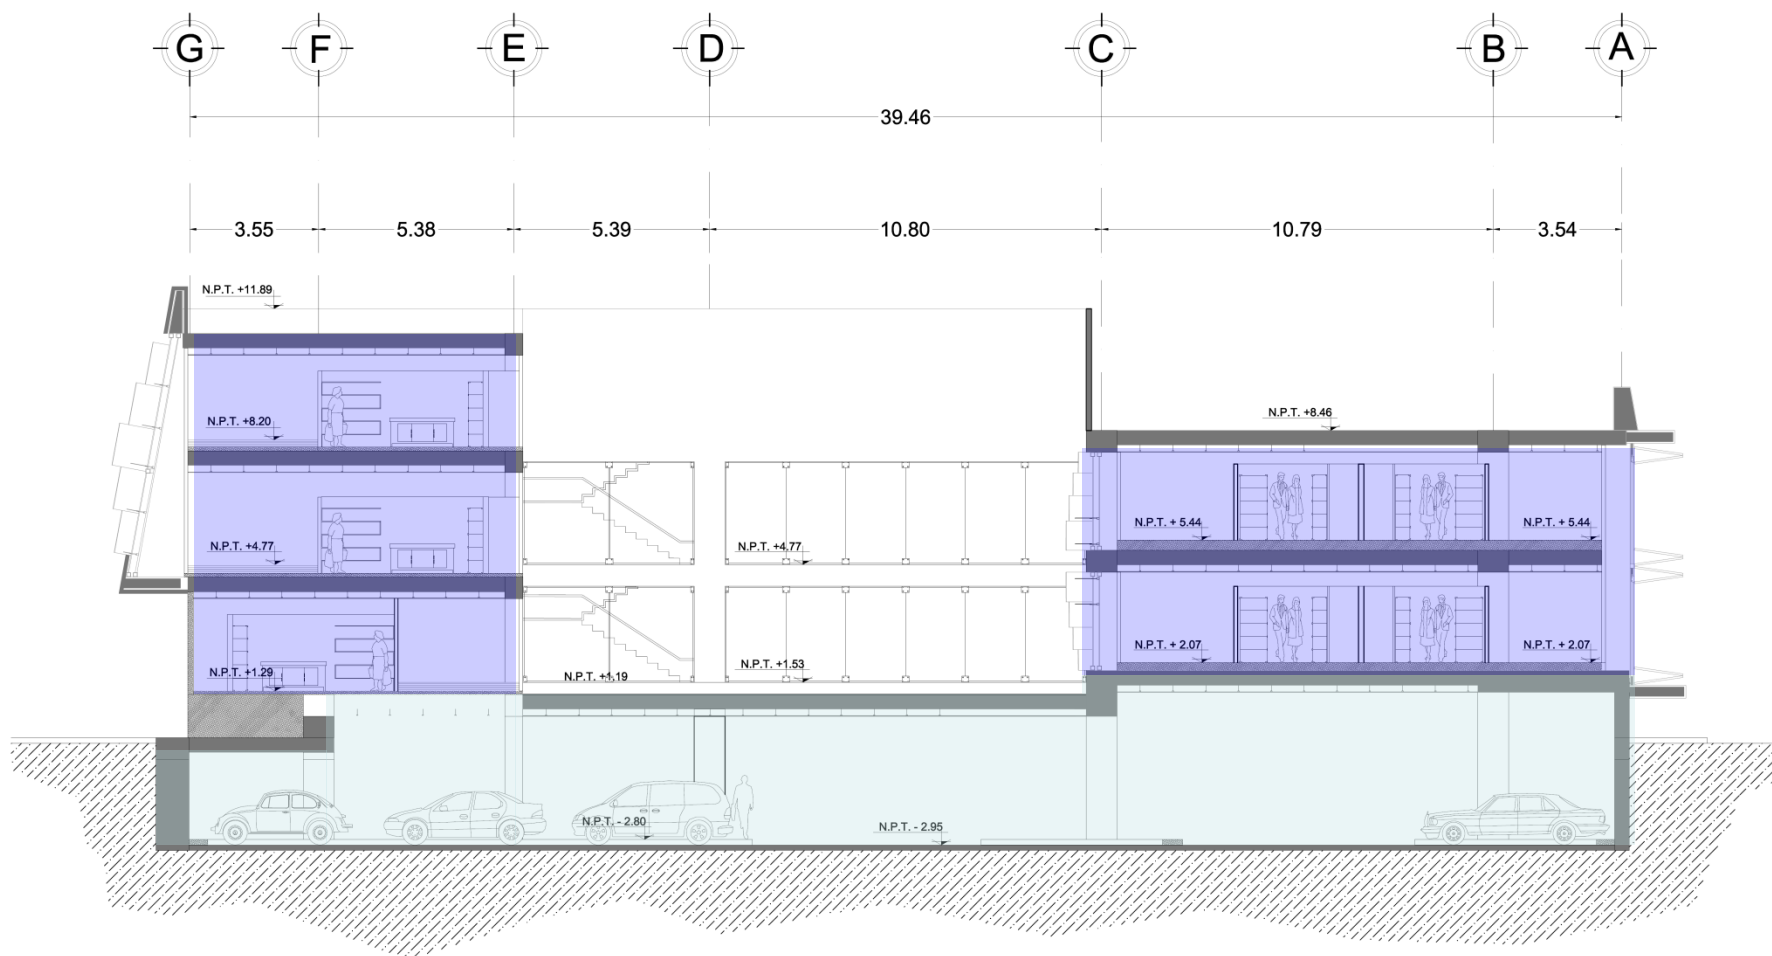 G F E D C B A
39.46
3.55 5.38 5.39 10.80 10.79 3.54
N.P.T. +11.89
N.P.T. +8.46
N.P.T. +8.20
N.P.T. + 5.44 N.P.T. + 5.44
N.P.T. +4.77 N.P.T. +4.77
N.P.T. + 2.07 N.P.T. + 2.07
N.P.T. +1.29 N.P.T. +1.19 N.P.T. +1.53
N.P.T. - 2.80 N.P.T. - 2.95